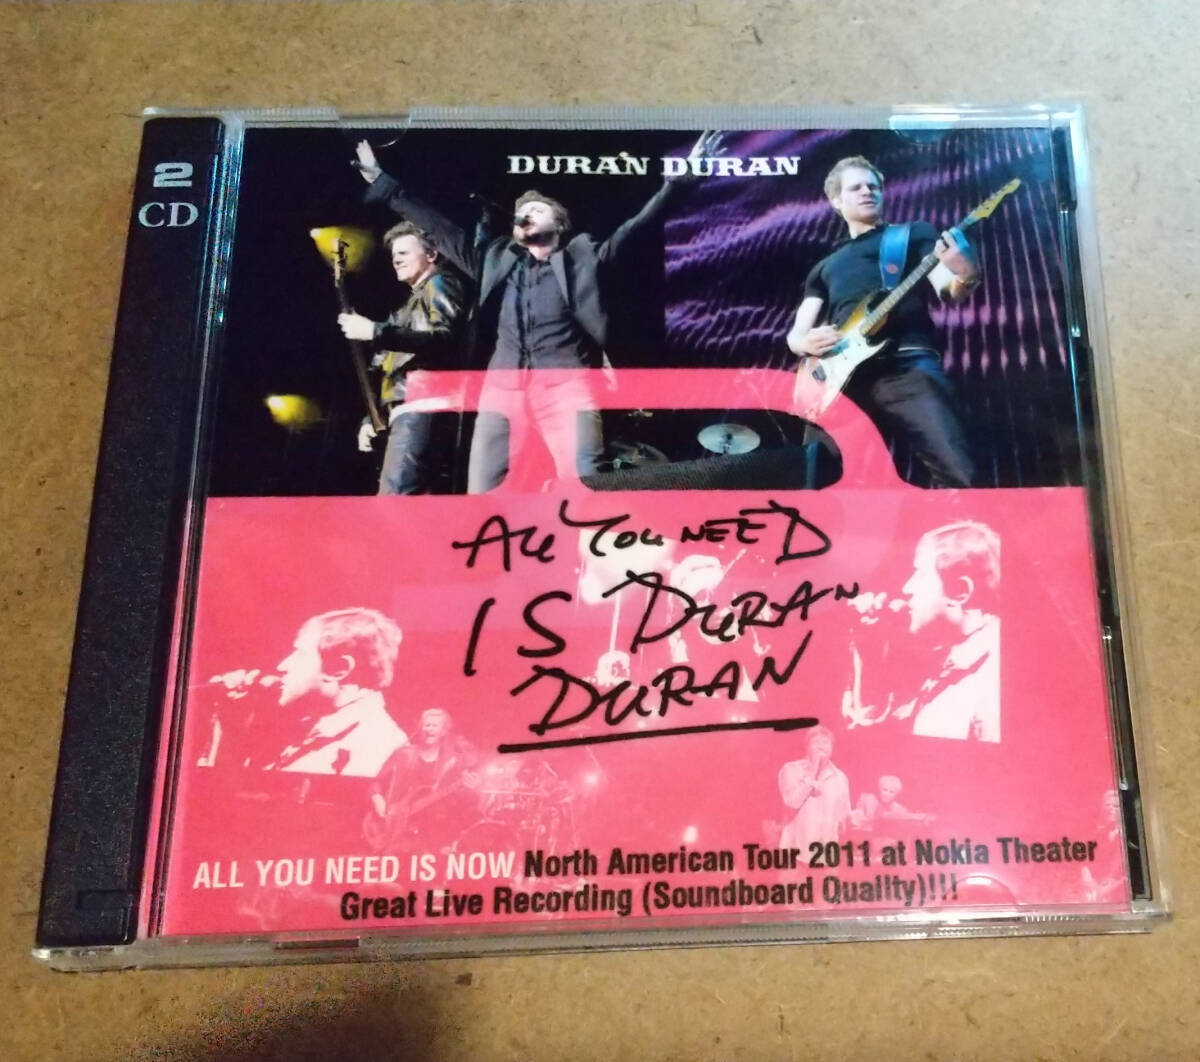 2
CD
DURAN DURAN
ALL YOU NEED
IS DURAN
DURAN
ALL YOU NEED IS NOW North American Tour 2011 at Nokia Theater
Great Live Recording (Soundboard Quality)!!!